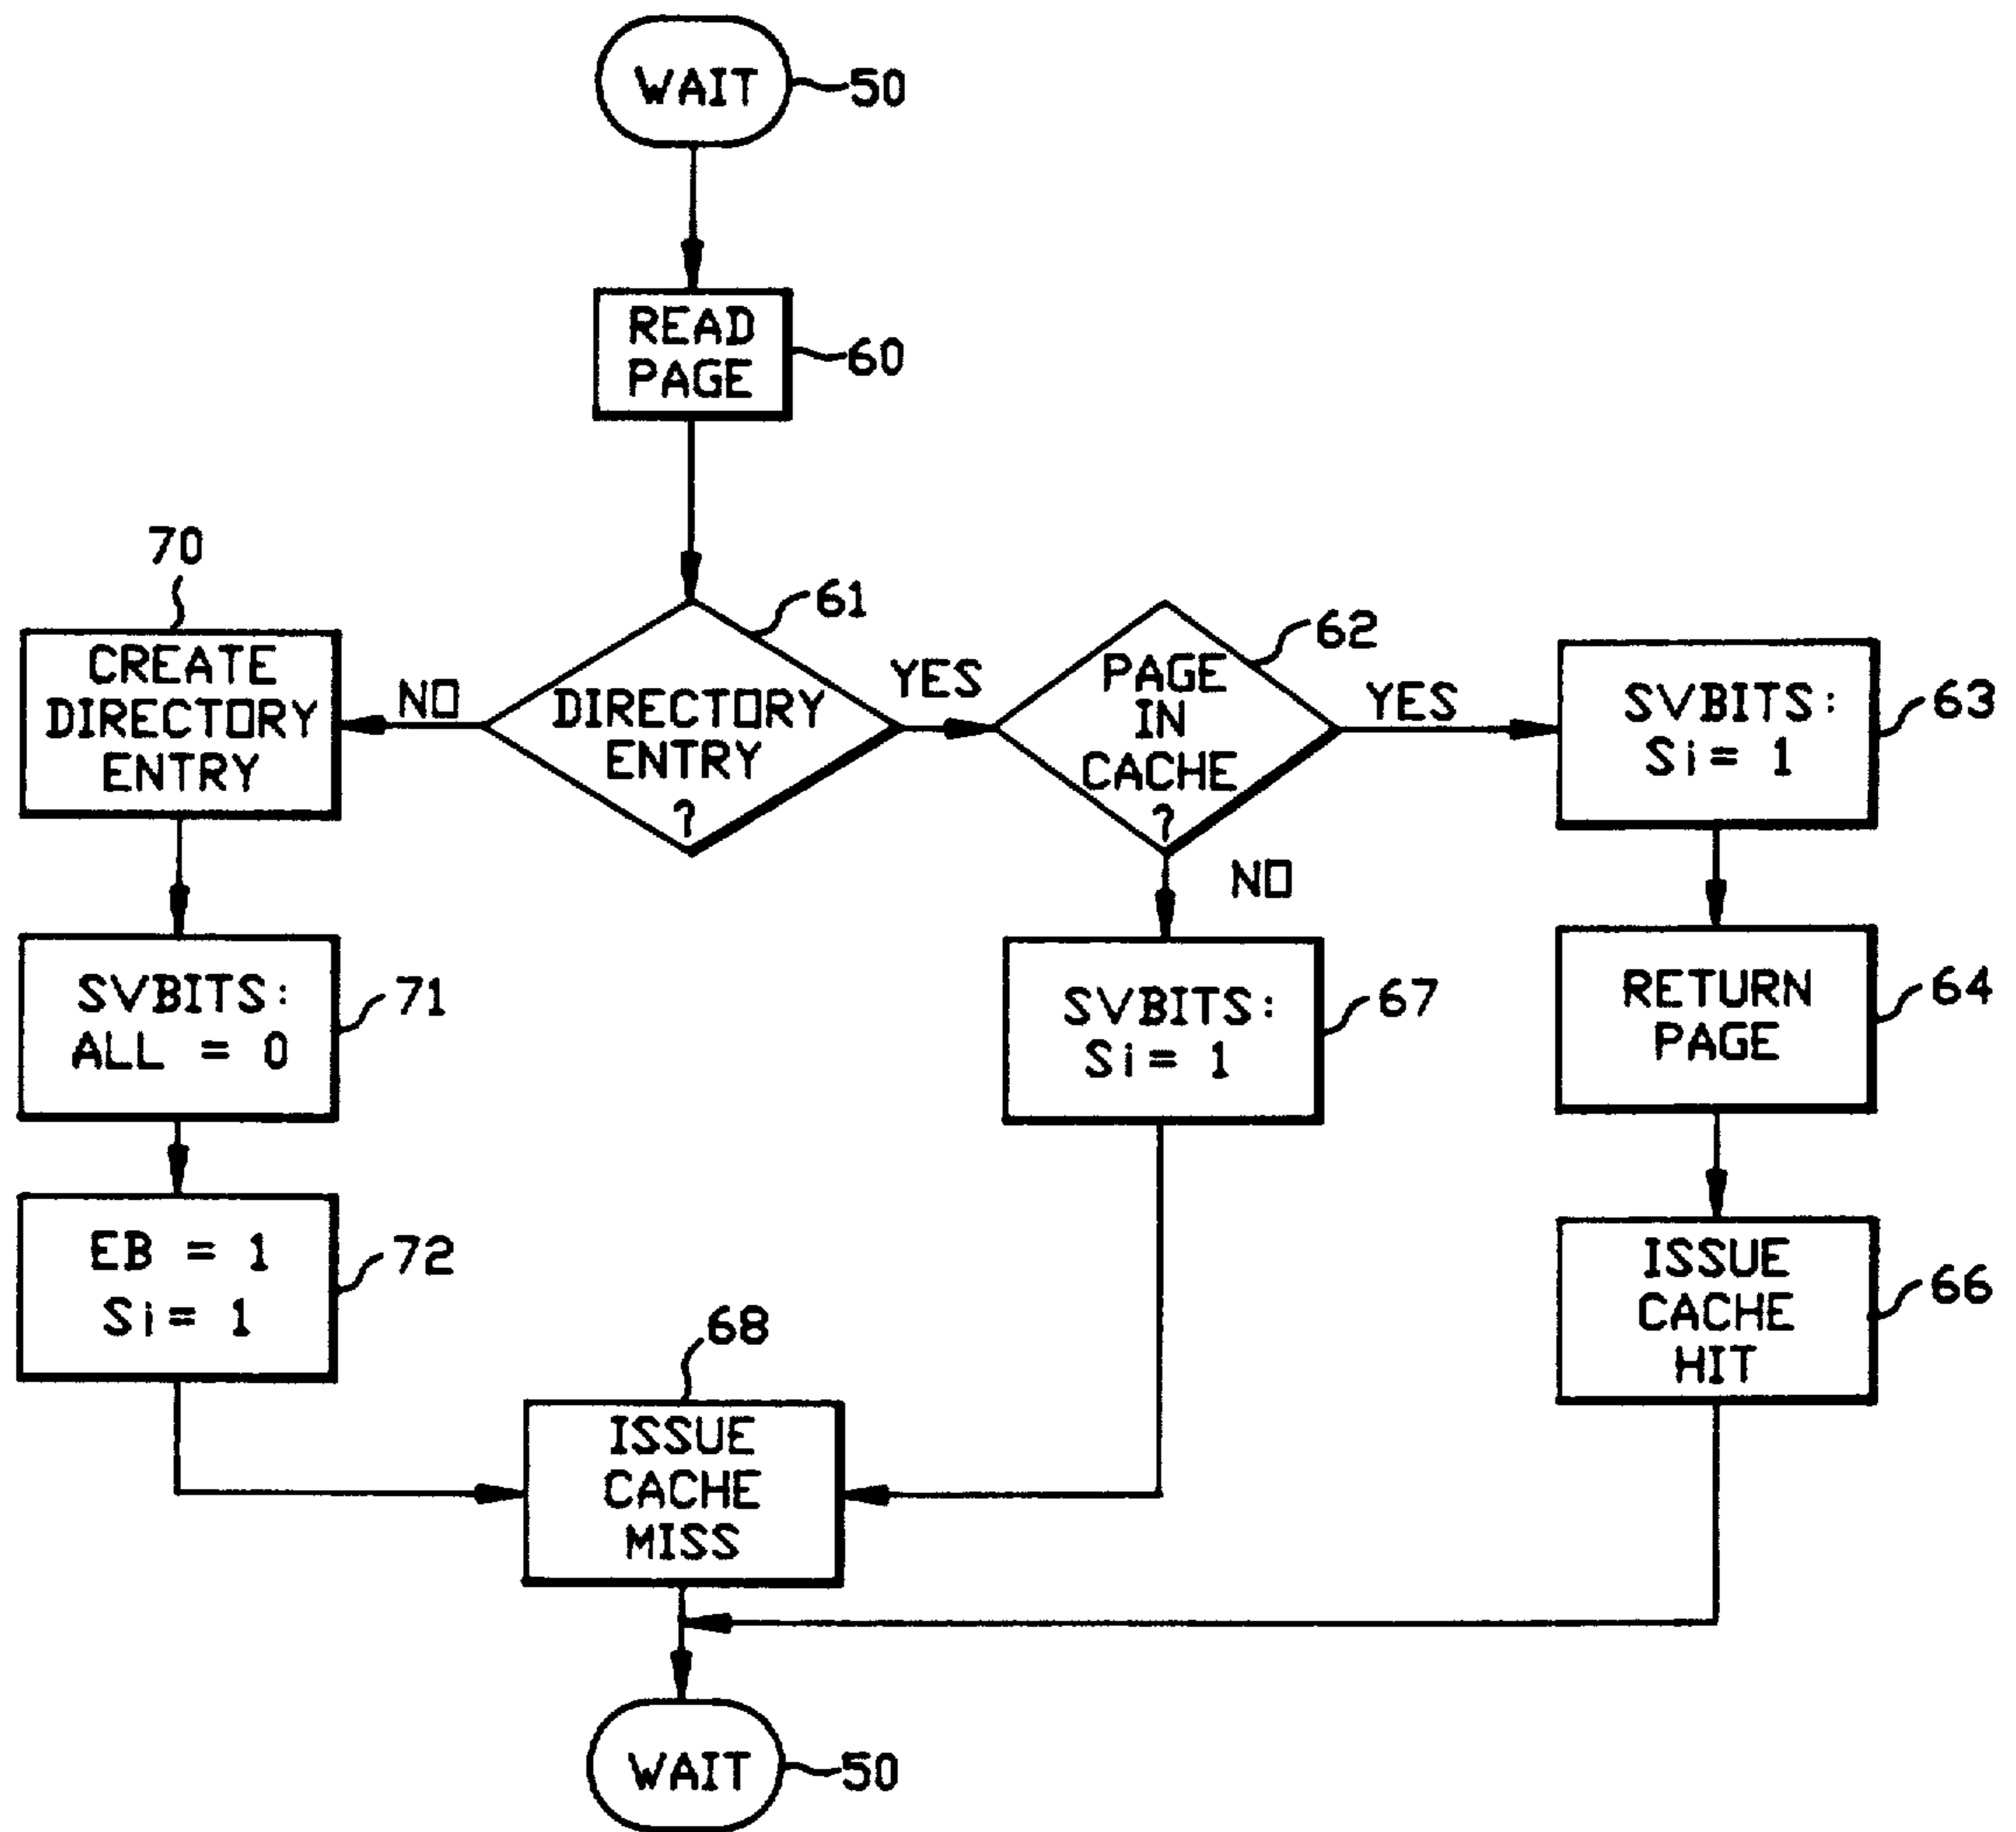 WAIT
50
READ
PAGE
60
70
CREATE
DIRECTORY
ENTRY
NO
61
DIRECTORY
ENTRY
?
YES
62
PAGE
IN
CACHE
?
YES
NO
SVBITS:
Si= 1
63
SVBITS:
ALL = 0
71
SVBITS:
Si= 1
67
RETURN
PAGE
64
EB = 1
Si= 1
72
68
ISSUE
CACHE
MISS
ISSUE
CACHE
HIT
66
WAIT
50